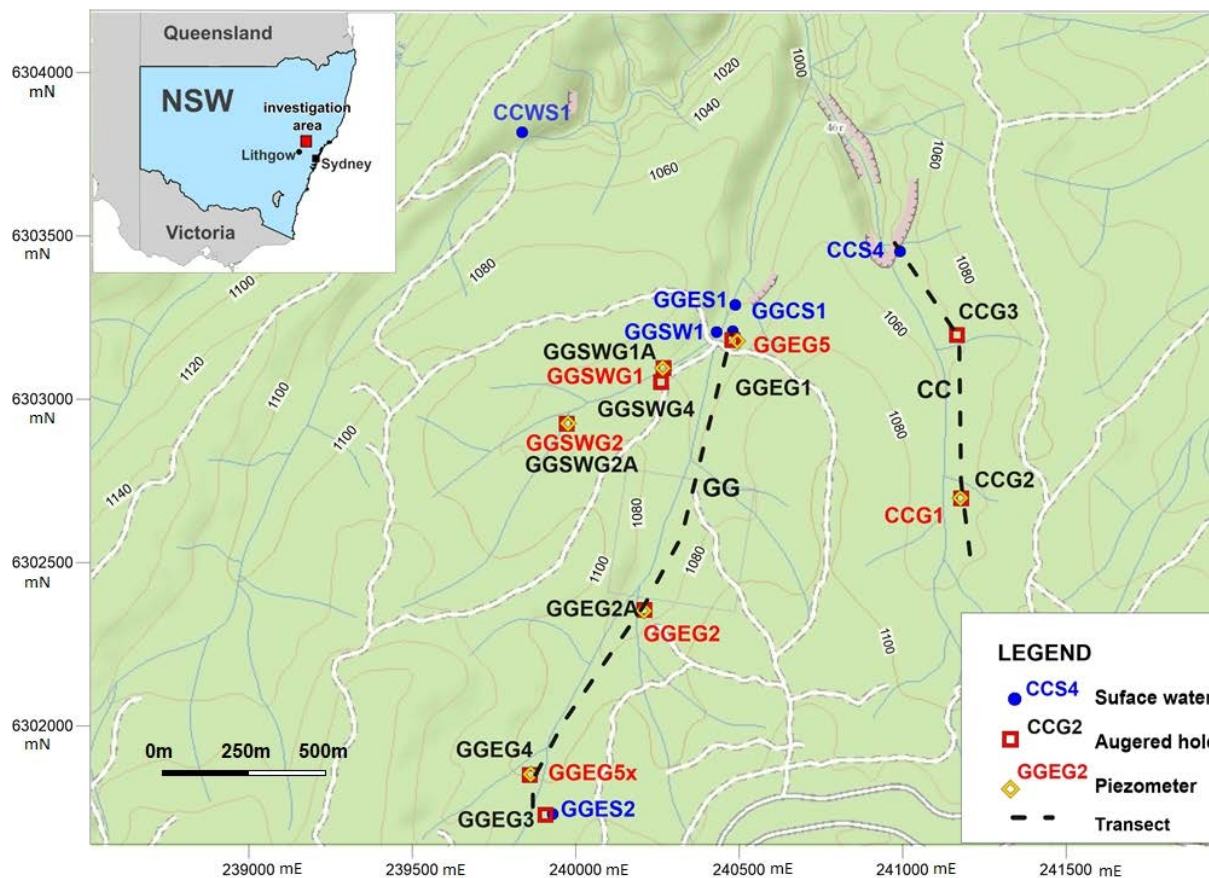 Queensland
NSW
investigation
area
Lithgow
Sydney
Victoria
6304000
mN
6303500
mN
6303000
mN
6302500
mN
6302000
mN
CCWS1
1000
1020
1040
1060
1060
1080
1100
1120
1100
1140
1100
CCS4
1080
1060
GGES1
GGCS1
GGSW1
CCG3
GGSWG1A
GGEG5
GGSWG1
GGEG1
CC
GGSWG4
1080
GGSWG2
GGSWG2A
GG
CCG2
CCG1
1080
1080
1100
GGEG2A
GGEG2
1100
0m 250m 500m
GGEG4
GGEG5x
GGEG3
GGES2
LEGEND
CCS4 Suface water
CCG2 Augered hole
GGEG2 Piezometer
Transect
239000 mE
239500 mE
240000 mE
240500 mE
241000 mE
241500 mE